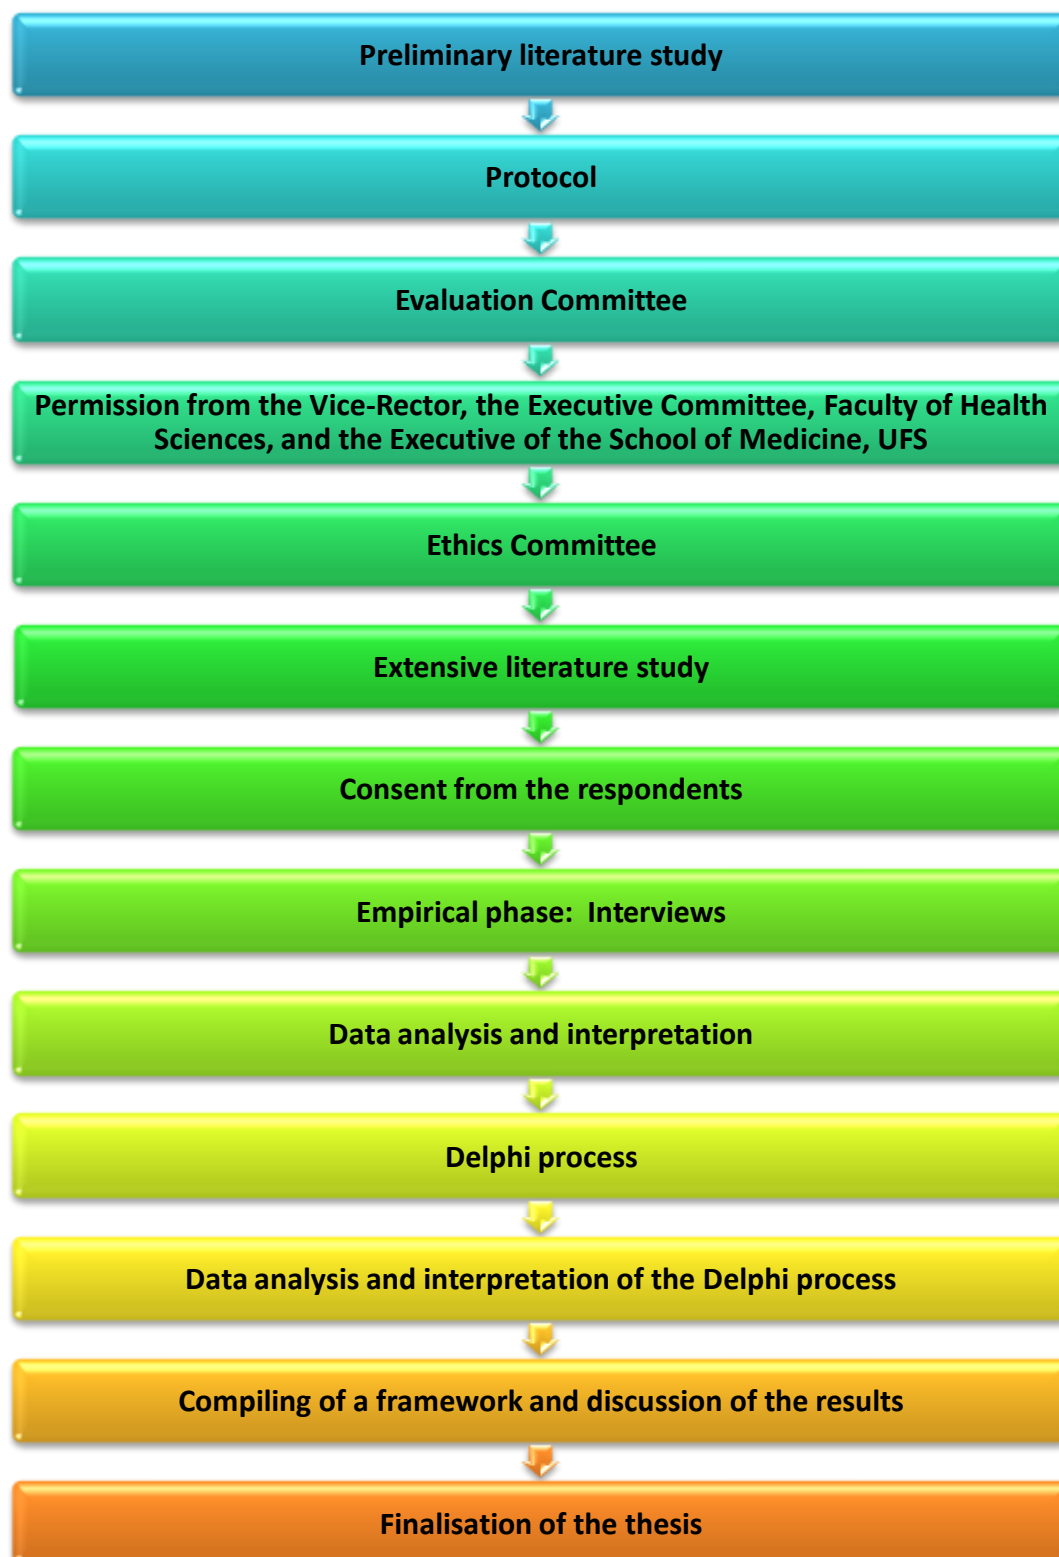 Preliminary literature study
Protocol
Evaluation Committee
Permission from the Vice-Rector, the Executive Committee, Faculty of Health
Sciences, and the Executive of the School of Medicine, UFS
Ethics Committee
Extensive literature study
Consent from the respondents
Empirical phase:  Interviews
Data analysis and interpretation
Delphi process
Data analysis and interpretation of the Delphi process
Compiling of a framework and discussion of the results
Finalisation of the thesis